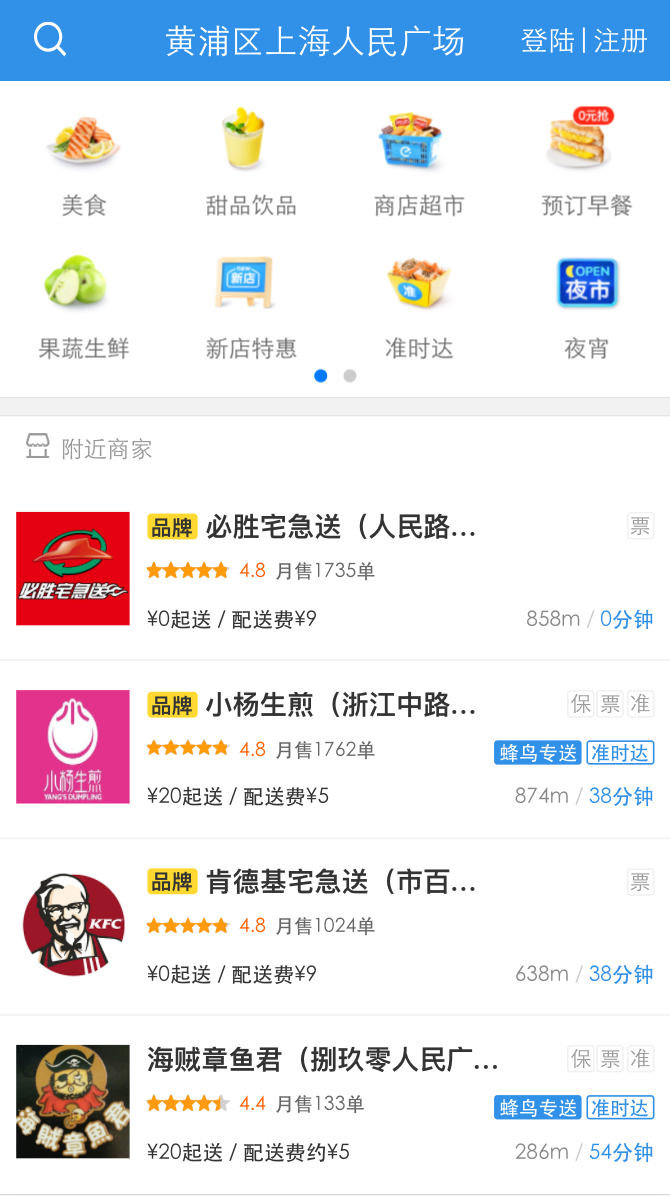 黄浦区上海人民广场
登陆|注册
0元抢
美食
甜品饮品
商店超市
预订早餐
new
新店
准
OPEN
夜市
果蔬生鲜
新店特惠
准时达
夜宵
附近商家
必胜宅急送
品牌 必胜宅急送（人民路...
票
4.8 月售1735单
¥0起送 / 配送费¥9
858m / 0分钟
小杨生煎
YANG'S DUMPLING
品牌 小杨生煎（浙江中路...
保 票 准
4.8 月售1762单
蜂鸟专送 准时达
¥20起送 / 配送费¥5
874m / 38分钟
KFC
品牌 肯德基宅急送（市百...
票
4.8 月售1024单
¥0起送 / 配送费¥9
638m / 38分钟
海贼章魚君
海贼章鱼君（捌玖零人民广...
保 票 准
4.4 月售133单
蜂鸟专送 准时达
¥20起送 / 配送费约¥5
286m / 54分钟